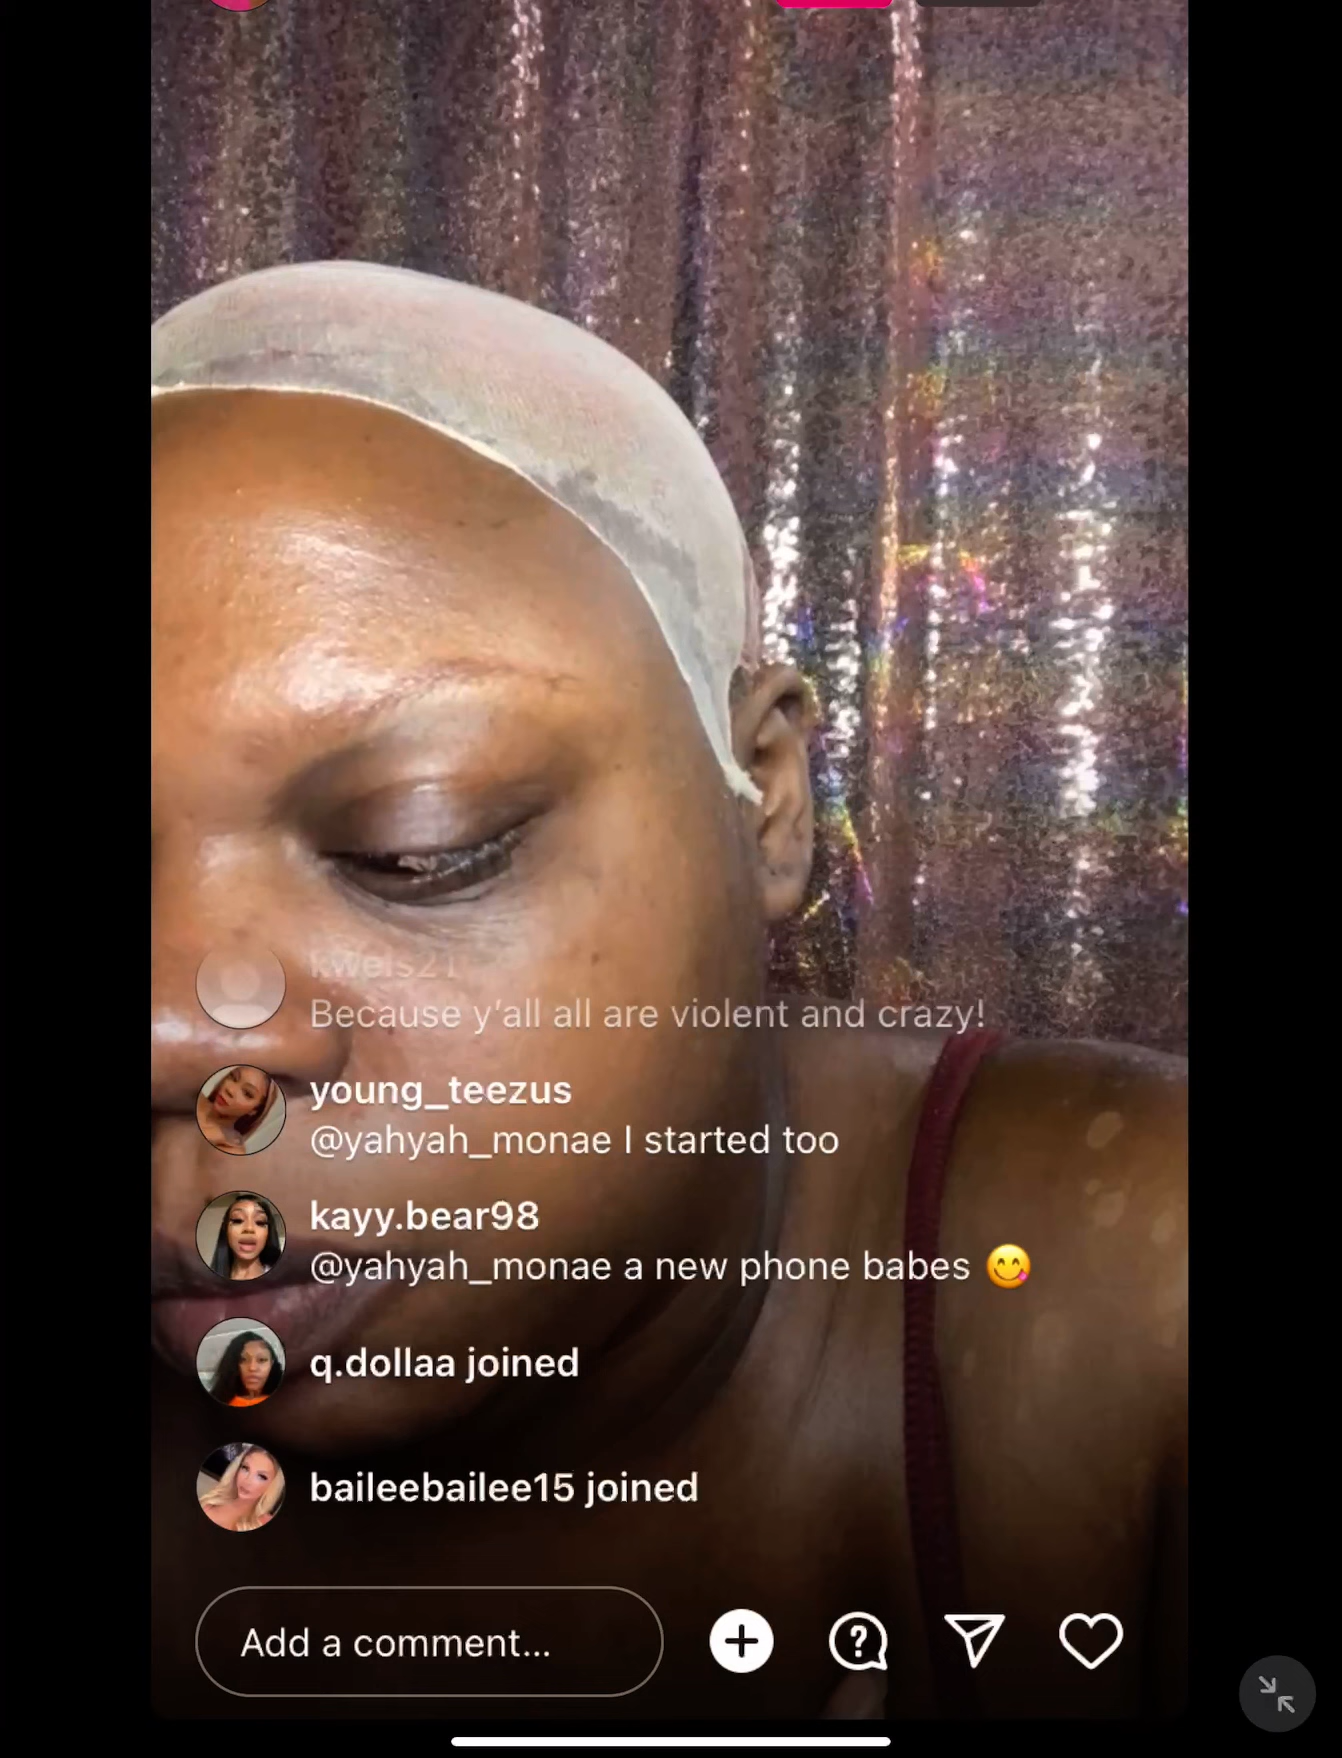 kweis21
Because y'all all are violent and crazy!
young_teezus
@yahyah_monae I started too
kayy.bear98
@yahyah_monae a new phone babes 😋
q.dollaa joined
baileebailee15 joined
Add a comment...